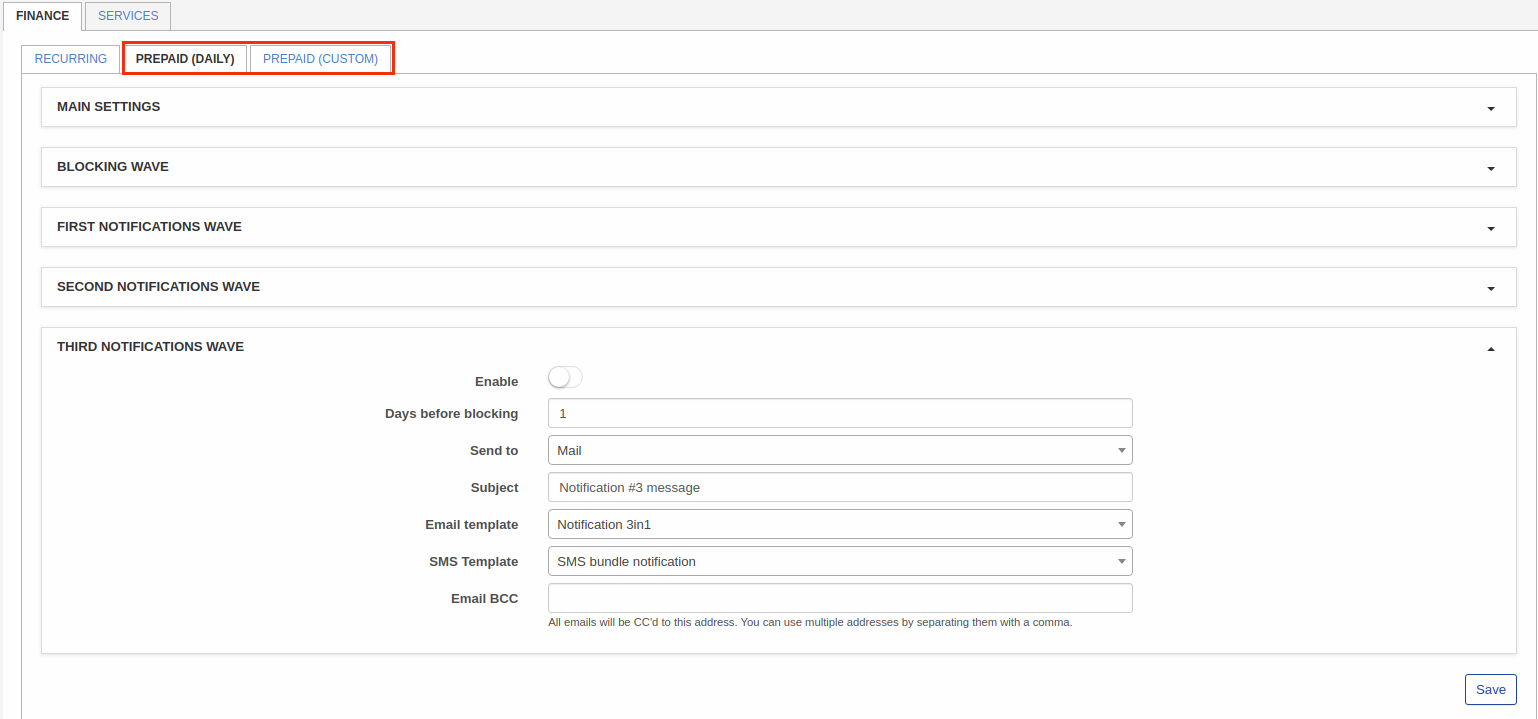 FINANCE SERVICES
RECURRING PREPAID (DAILY) PREPAID (CUSTOM)
MAIN SETTINGS
BLOCKING WAVE
FIRST NOTIFICATIONS WAVE
SECOND NOTIFICATIONS WAVE
THIRD NOTIFICATIONS WAVE
Enable
Days before blocking 1
Send to Mail
Subject Notification #3 message
Email template Notification 3in1
SMS Template SMS bundle notification
Email BCC
All emails will be CC'd to this address. You can use multiple addresses by separating them with a comma.
Save